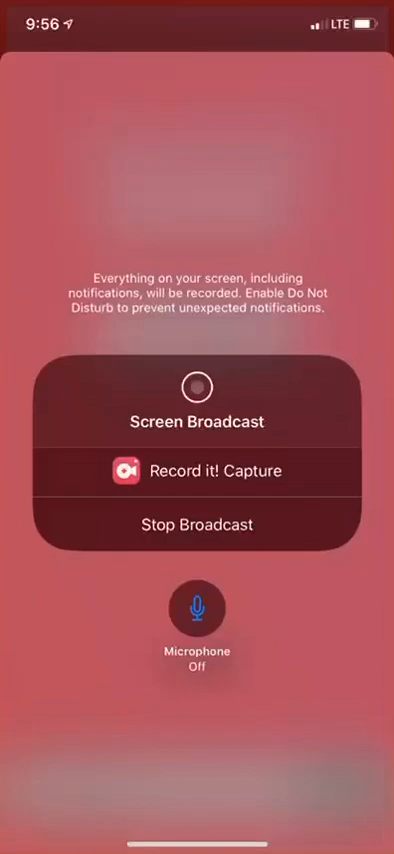 9:56
LTE
Everything on your screen, including
notifications, will be recorded. Enable Do Not
Disturb to prevent unexpected notifications.
Screen Broadcast
Record it! Capture
Stop Broadcast
Microphone
Off